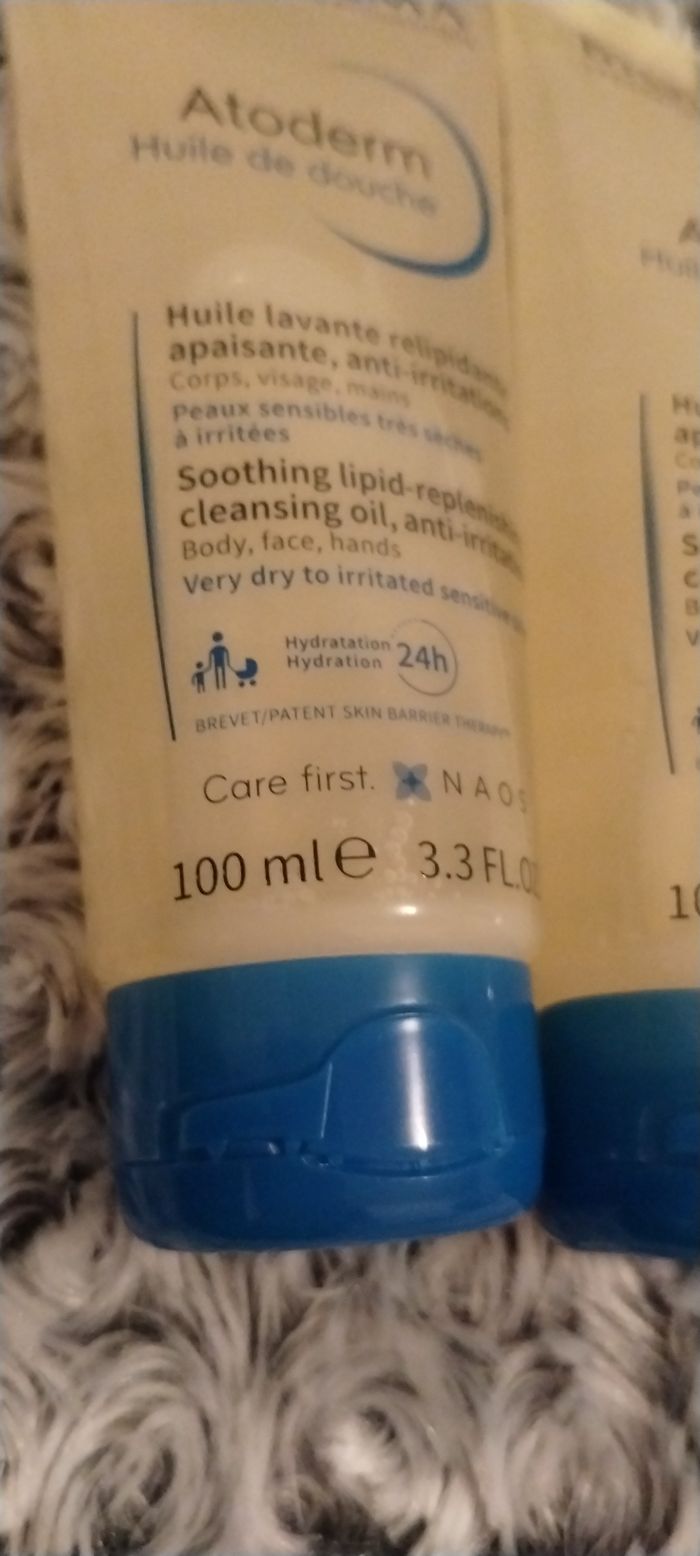 Atoderm
Huile de douche
Huile lavante relipidante
apaisante, anti-irritations
Corps, visage, mains
Peaux sensibles très sèches
à irritées
Soothing lipid-replenishing
cleansing oil, anti-irritation
Body, face, hands
Very dry to irritated sensitive
Hydratation
Hydration
24h
BREVET/PATENT SKIN BARRIER THERAPY
Care first. NAOS
100 ml e 3.3 FL.OZ